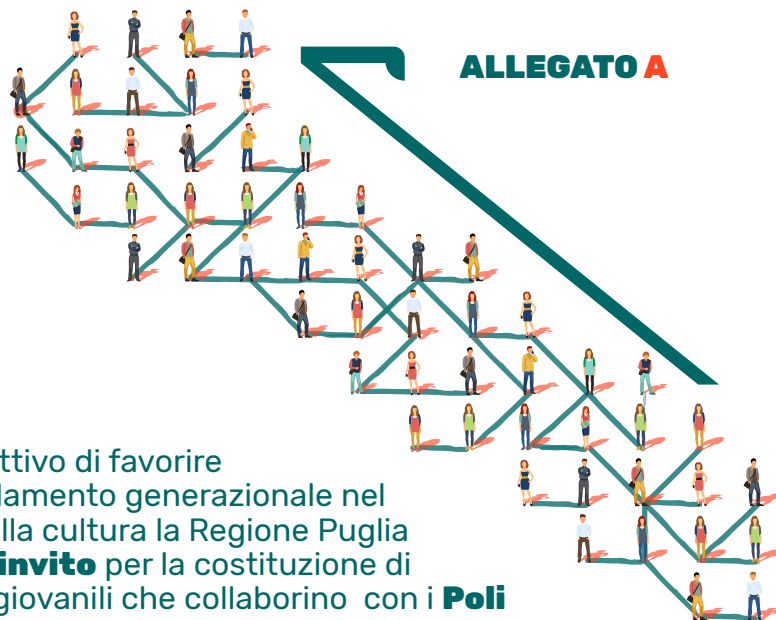 ALLEGATO A
ttivo di favorire
lamento generazionale nel
lla cultura la Regione Puglia
invito per la costituzione di
giovanili che collaborino con i Poli